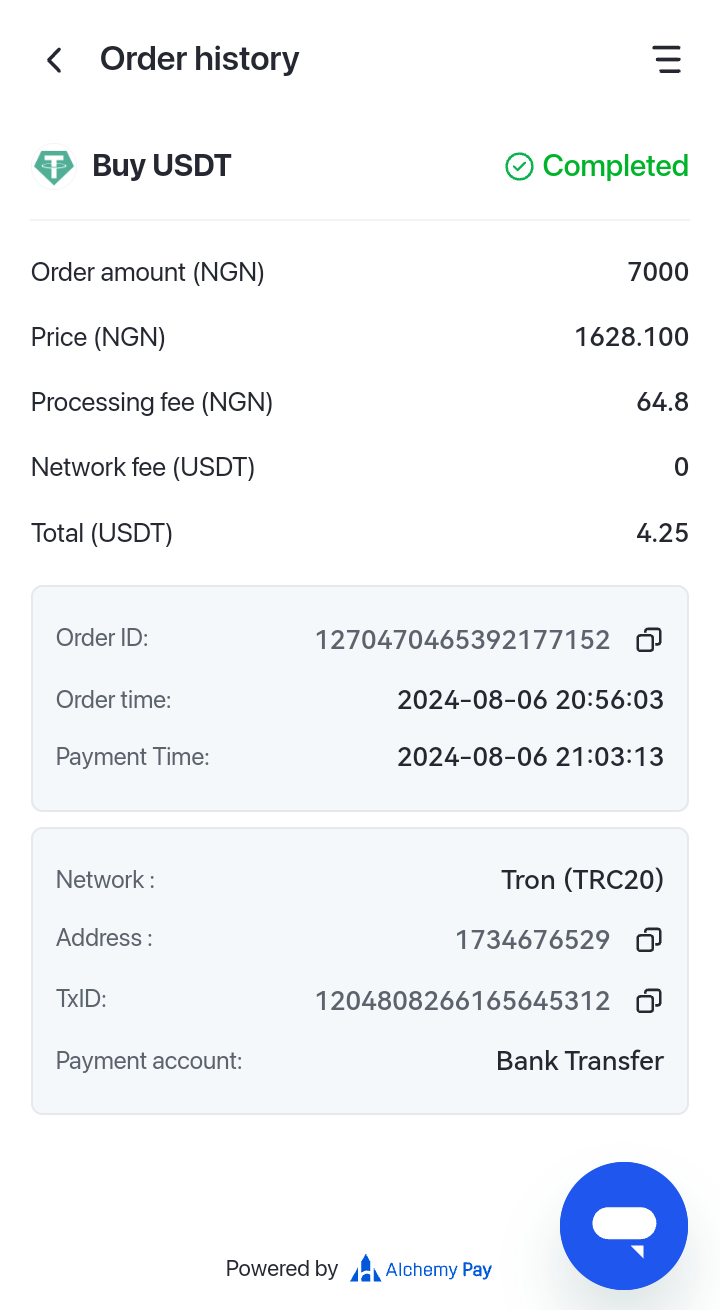 Order history
Buy USDT Completed
Order amount (NGN) 7000
Price (NGN) 1628.100
Processing fee (NGN) 64.8
Network fee (USDT) 0
Total (USDT) 4.25
Order ID: 1270470465392177152
Order time: 2024-08-06 20:56:03
Payment Time: 2024-08-06 21:03:13
Network : Tron (TRC20)
Address : 1734676529
TxID: 1204808266165645312
Payment account: Bank Transfer
Powered by Alchemy Pay